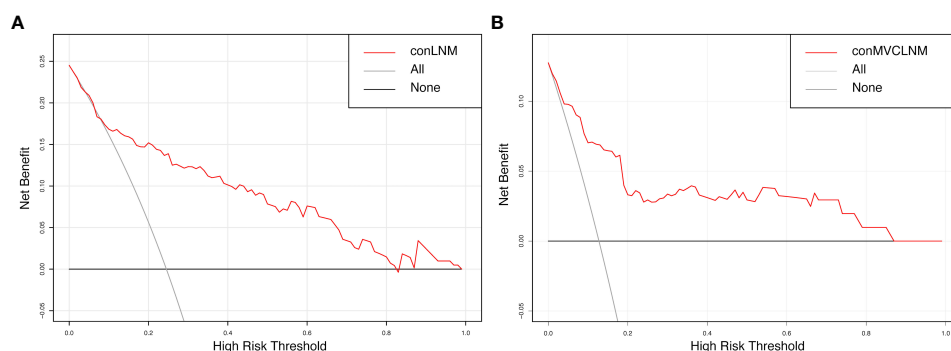 A
conLNM
All
None
Net Benefit
0.25
0.20
0.15
0.10
0.05
0.00
-0.05
0.0 0.2 0.4 0.6 0.8 1.0
High Risk Threshold
B
conMVCLNM
All
None
Net Benefit
0.10
0.05
0.00
-0.05
0.0 0.2 0.4 0.6 0.8 1.0
High Risk Threshold